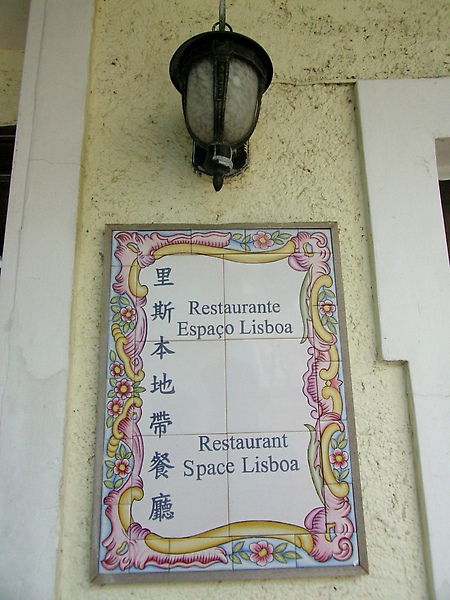 里斯本地帶餐廳
Restaurante
Espaço Lisboa
Restaurant
Space Lisboa